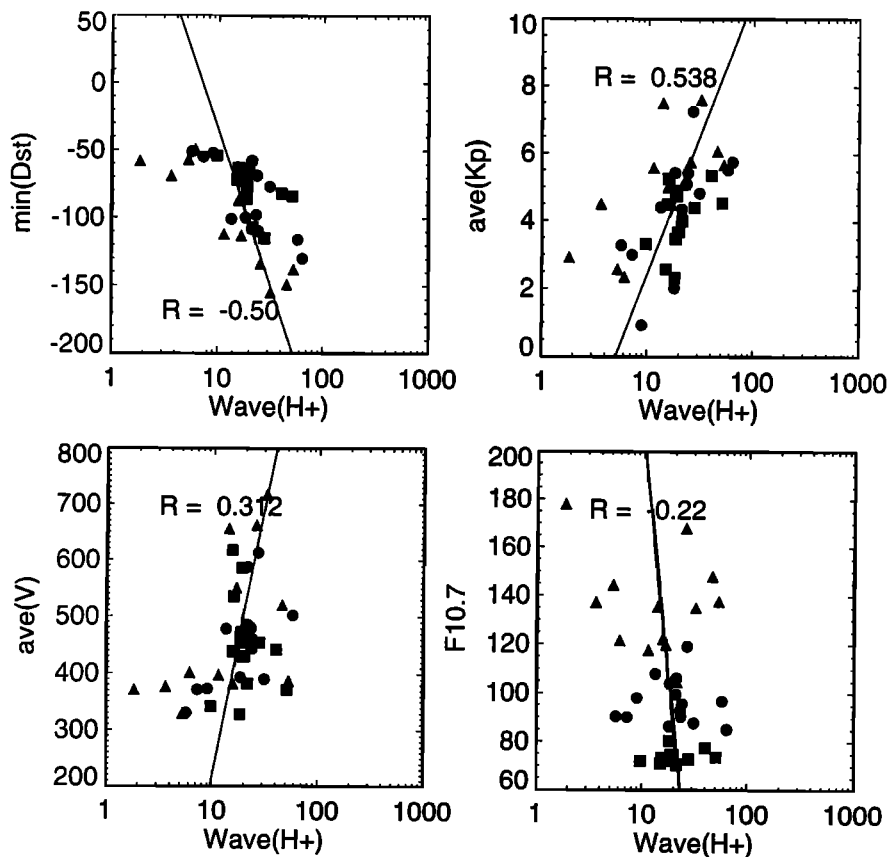 50
0
-50
-100
-150
-200
min(Dst)
R = -0.50
1 10 100 1000
Wave(H+)
10
8
6
4
2
0
ave(Kp)
R = 0.538
1 10 100 1000
Wave(H+)
800
700
600
500
400
300
200
ave(V)
R = 0.312
1 10 100 1000
Wave(H+)
200
180
160
140
120
100
80
60
F10.7
R = -0.22
1 10 100 1000
Wave(H+)